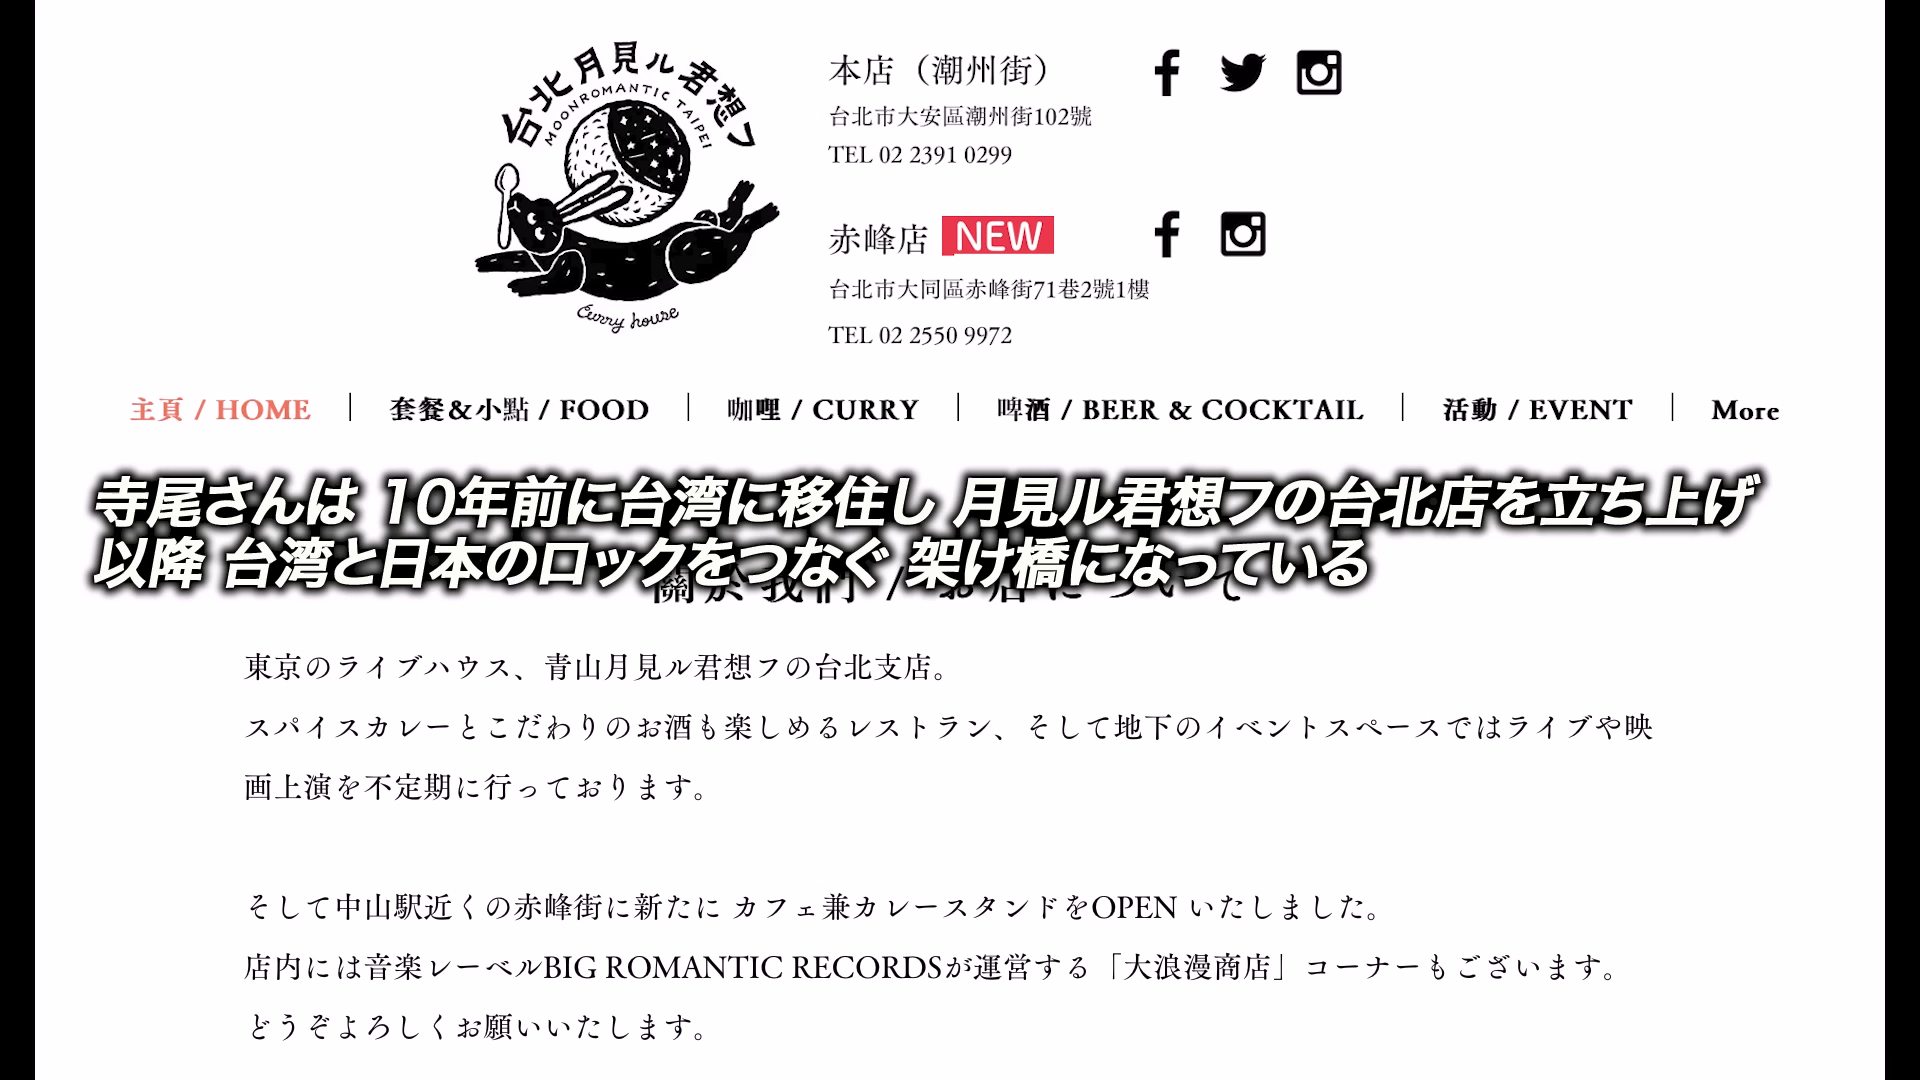 台北月見ル君想フ
MOONROMANTIC TAIPEI
Curry house
本店（潮州街）
台北市大安區潮州街102號
TEL 02 2391 0299
赤峰店 NEW
台北市大同區赤峰街71巷2號1樓
TEL 02 2550 9972
主頁 / HOME
套餐&小點 / FOOD
咖哩 / CURRY
啤酒 / BEER & COCKTAIL
活動 / EVENT
More
寺尾さんは 10年前に台湾に移住し 月見ル君想フの台北店を立ち上げ
以降 台湾と日本のロックをつなぐ 架け橋になっている
關於我們 / お店について
東京のライブハウス、青山月見ル君想フの台北支店。
スパイスカレーとこだわりのお酒も楽しめるレストラン、そして地下のイベントスペースではライブや映
画上演を不定期に行っております。
そして中山駅近くの赤峰街に新たに カフェ兼カレースタンドをOPEN いたしました。
店内には音楽レーベルBIG ROMANTIC RECORDSが運営する「大浪漫商店」コーナーもございます。
どうぞよろしくお願いいたします。